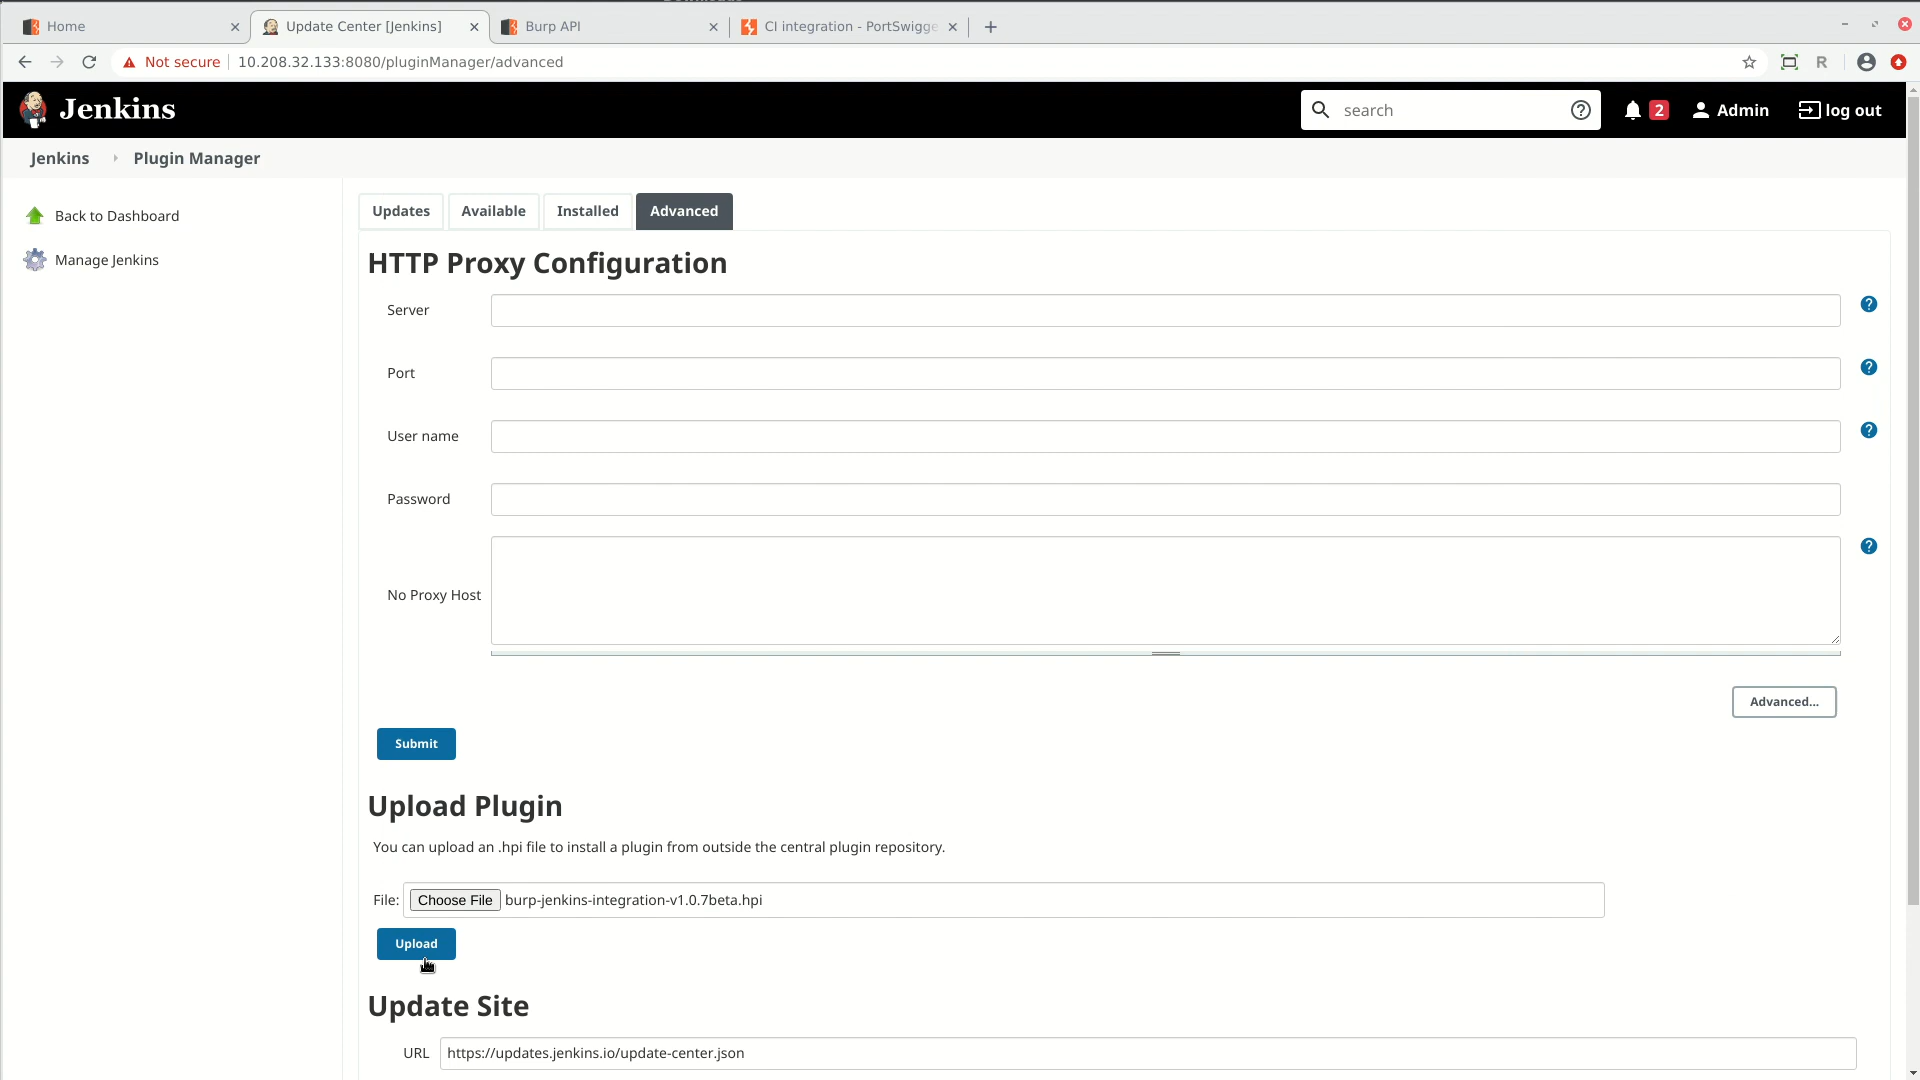 Home
Update Center [Jenkins]
Burp API
CI integration - PortSwigge
Not secure
10.208.32.133:8080/pluginManager/advanced
R
Jenkins
search
2
Admin
log out
Jenkins
Plugin Manager
Back to Dashboard
Manage Jenkins
Updates
Available
Installed
Advanced
HTTP Proxy Configuration
Server
?
Port
?
User name
?
Password
No Proxy Host
?
Advanced...
Submit
Upload Plugin
You can upload an .hpi file to install a plugin from outside the central plugin repository.
File: Choose File burp-jenkins-integration-v1.0.7beta.hpi
Upload
Update Site
URL https://updates.jenkins.io/update-center.json